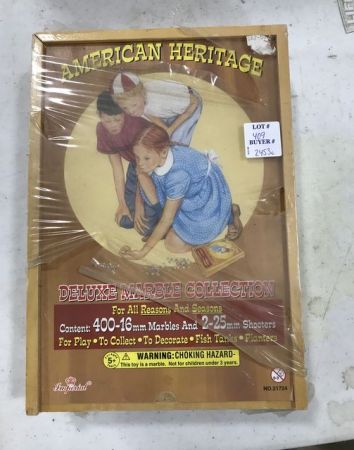 AMERICAN HERITAGE
LOT #
409
BUYER #
DELUXE MARBLE COLLECTION
For All Reasons And Seasons
Content: 400-16mm Marbles And 2-25mm Shooters
For Play • To Collect • To Decorate • Fish Tanks • Planters
5+
WARNING: CHOKING HAZARD-
This toy is a marble. Not for children under 3 years.
Imperial
NO.31724